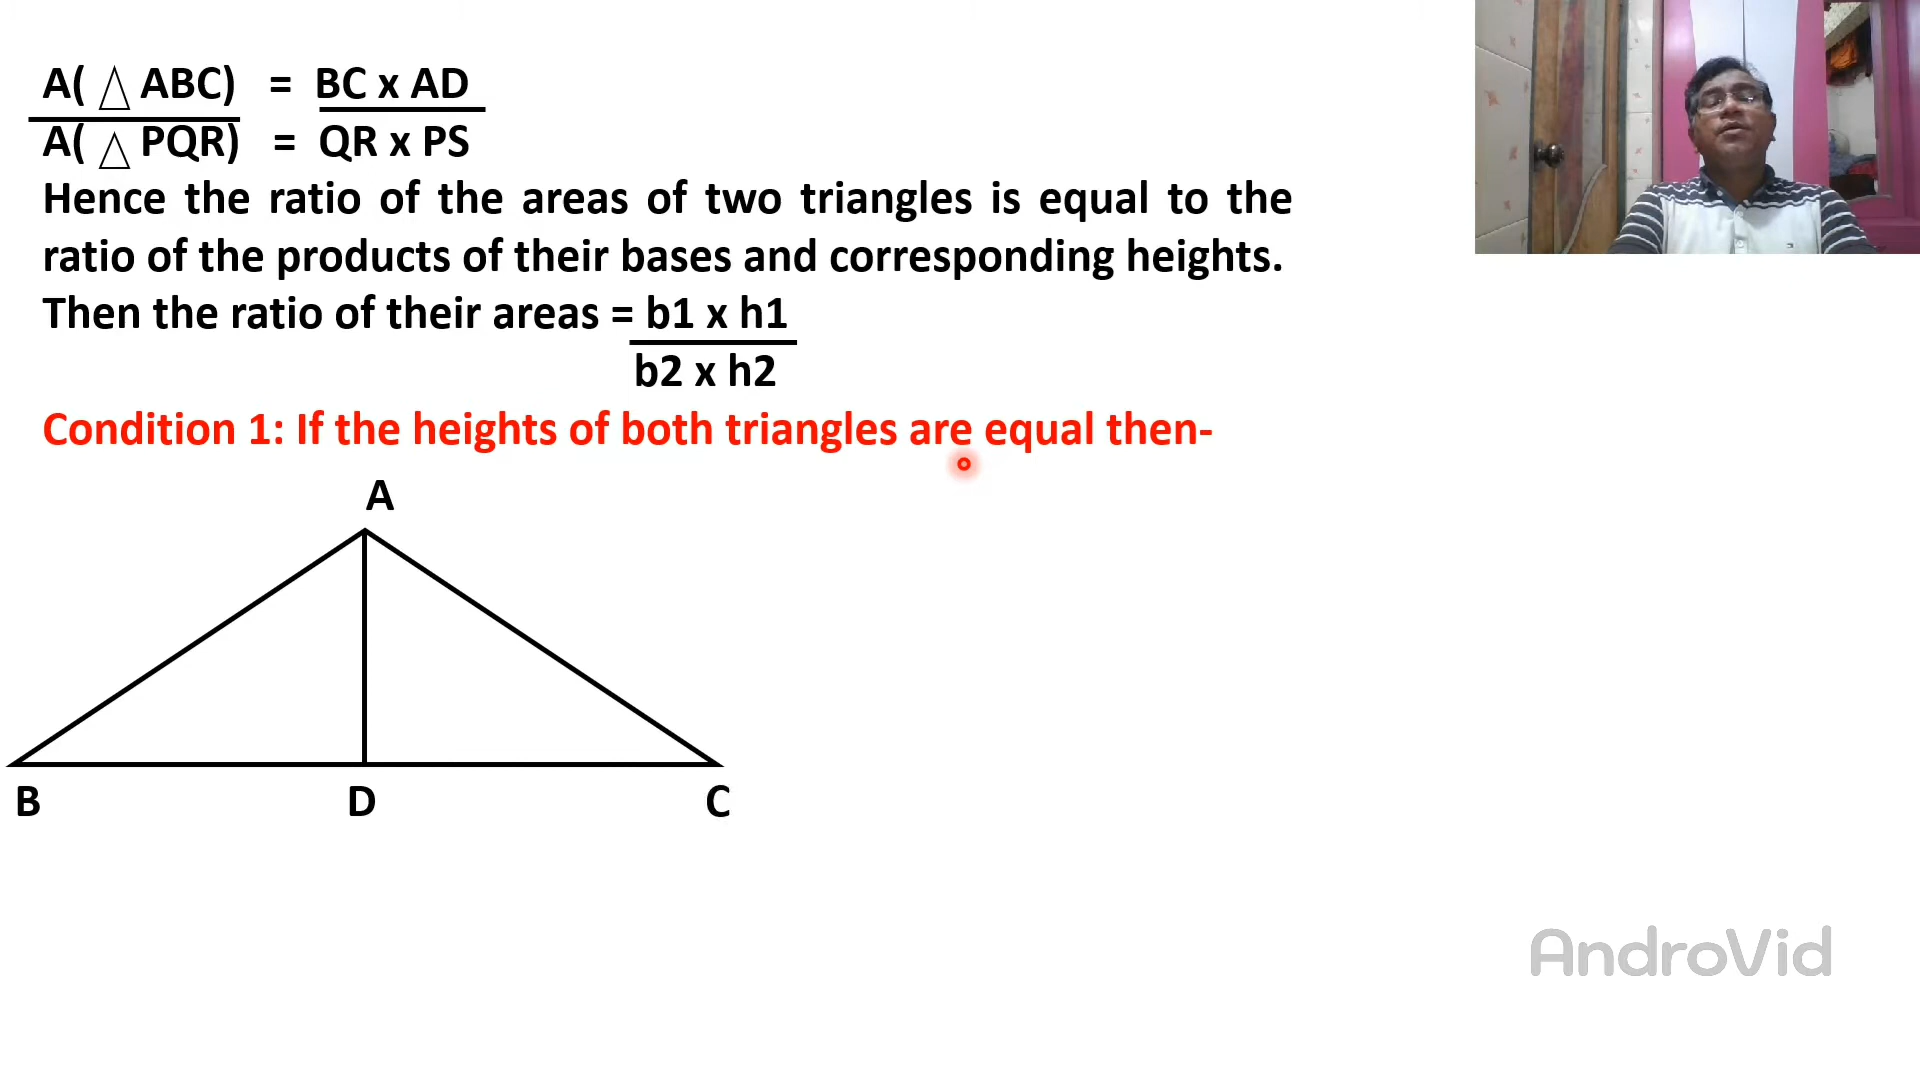 A( △ ABC) = BC x AD
A( △ PQR) = QR x PS
Hence the ratio of the areas of two triangles is equal to the
ratio of the products of their bases and corresponding heights.
Then the ratio of their areas = b1 x h1
b2 x h2
Condition 1: If the heights of both triangles are equal then-
A
B D C
AndroVid